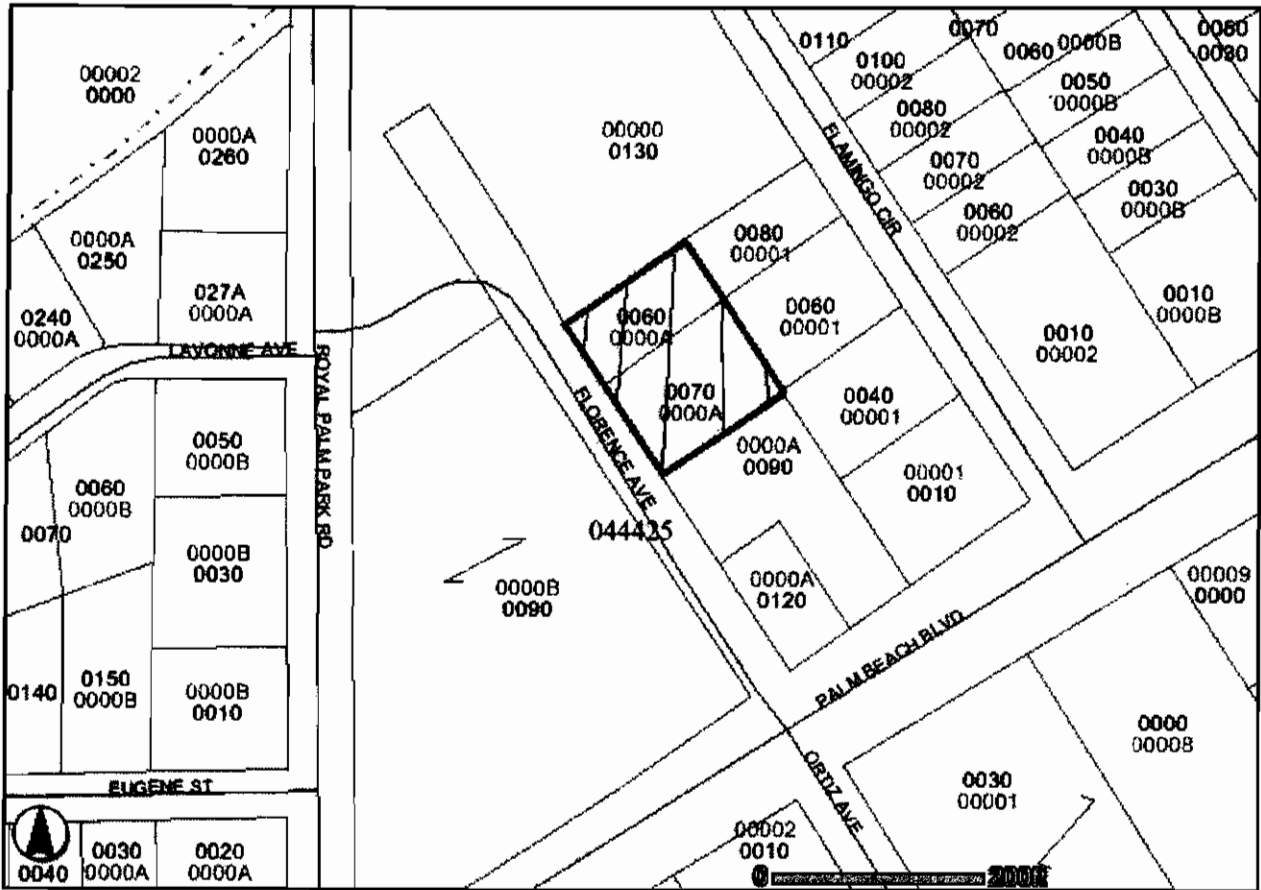 00002
0000
0000A
0260
0000A
0250
027A
0000A
0240
0000A
LAVONNE AVE
ROYAL PALM PARK RD
0050
0000B
0060
0000B
0070
0000B
0030
0150
0000B
0140
0000B
0010
EUGENE ST
0040
0030
0000A
0020
0000A
00000
0130
0110
0100
00002
0080
00002
0070
00002
0060
00002
0070
0060
0000B
0050
0000B
0040
0000B
0030
0000B
0010
0000B
0010
00002
FLAMINGO CIR
0080
00001
0060
00001
0060
0000A
0070
0000A
0040
00001
0000A
0090
00001
0010
FLORENCE AVE
044425
0000B
0090
0000A
0120
PALM BEACH BLVD
00009
0000
0000
00008
ORTIZ AVE
0030
00001
00002
0010
0